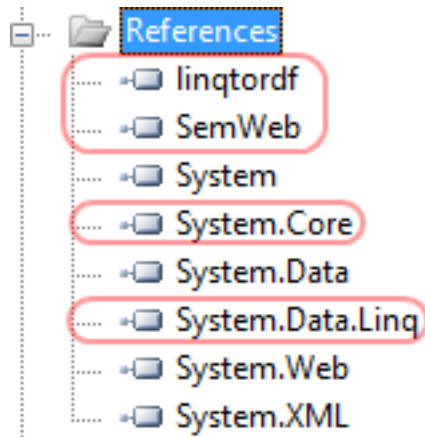 References
linqtordf
SemWeb
System
System.Core
System.Data
System.Data.Linq
System.Web
System.XML